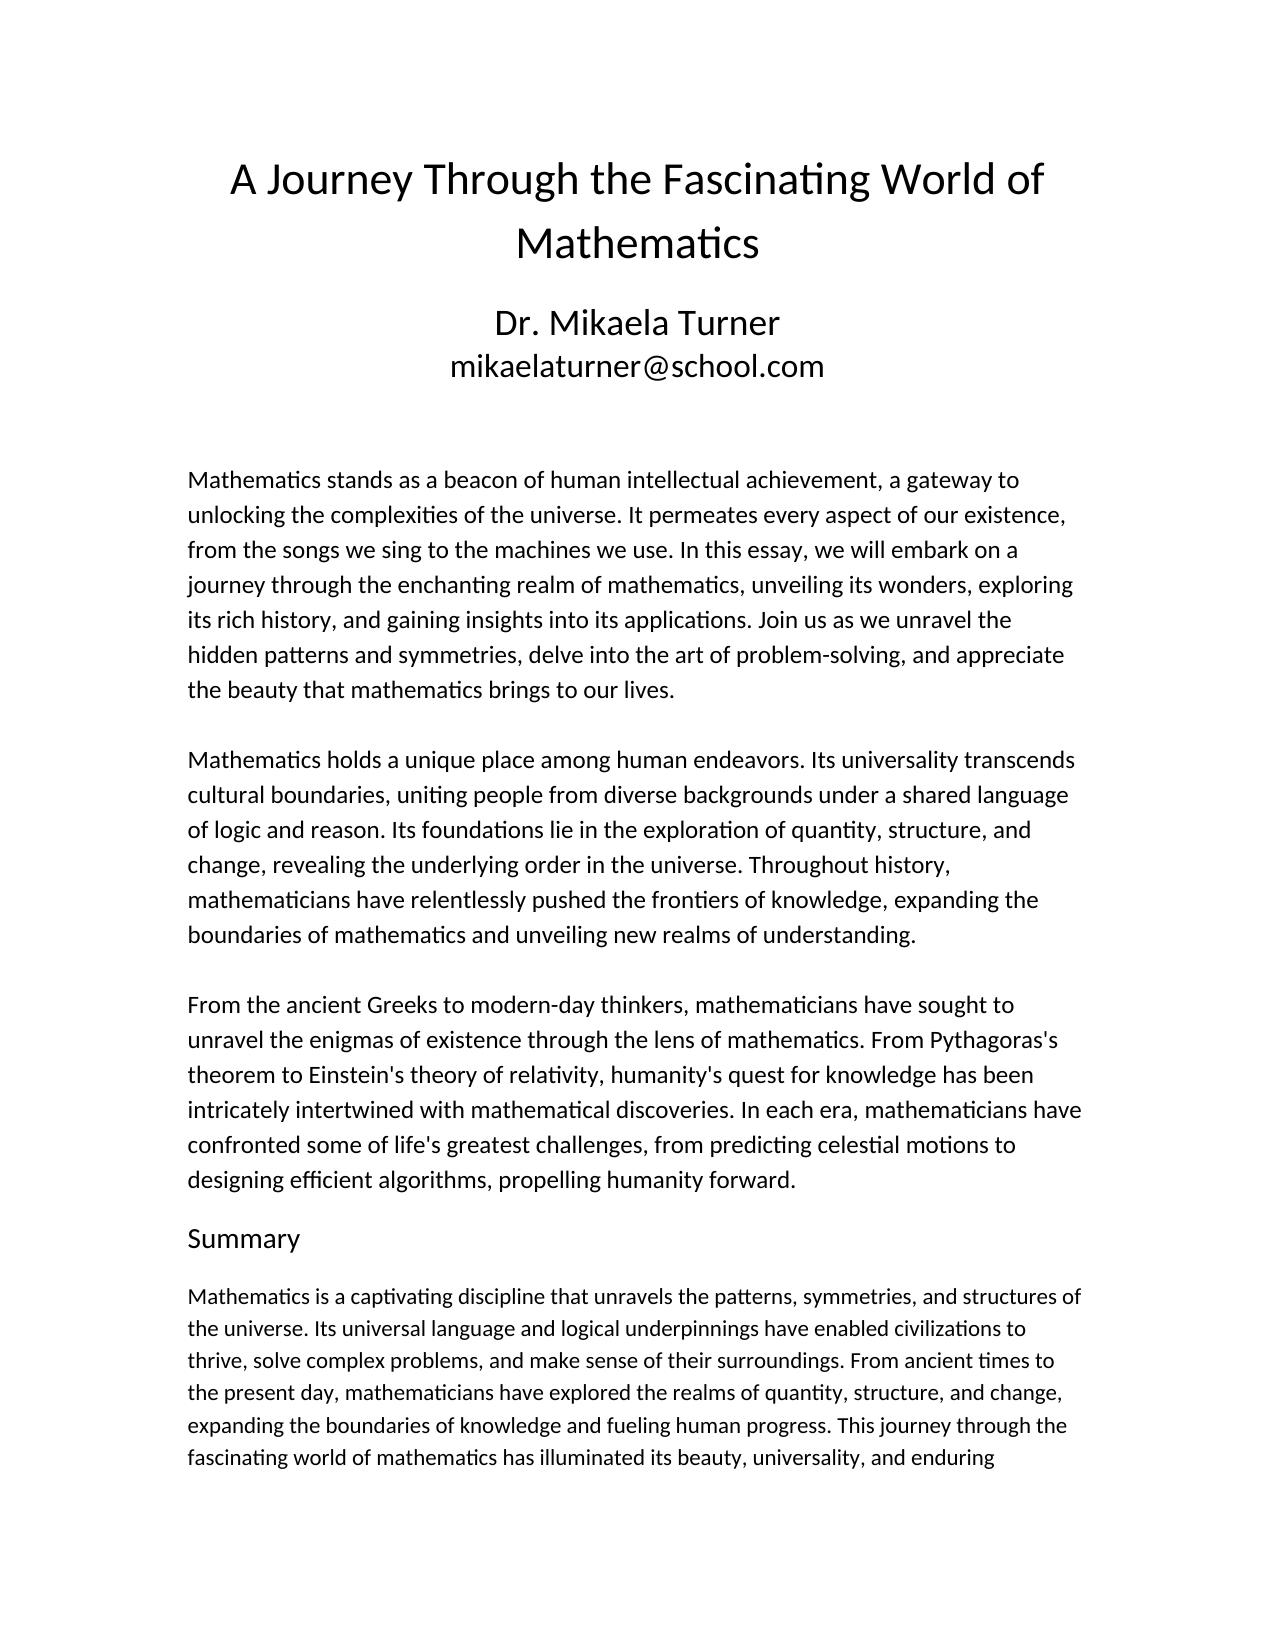 A Journey Through the Fascinating World of
Mathematics
Dr. Mikaela Turner
mikaelaturner@school.com
Mathematics stands as a beacon of human intellectual achievement, a gateway to
unlocking the complexities of the universe. It permeates every aspect of our existence,
from the songs we sing to the machines we use. In this essay, we will embark on a
journey through the enchanting realm of mathematics, unveiling its wonders, exploring
its rich history, and gaining insights into its applications. Join us as we unravel the
hidden patterns and symmetries, delve into the art of problem-solving, and appreciate
the beauty that mathematics brings to our lives.
Mathematics holds a unique place among human endeavors. Its universality transcends
cultural boundaries, uniting people from diverse backgrounds under a shared language
of logic and reason. Its foundations lie in the exploration of quantity, structure, and
change, revealing the underlying order in the universe. Throughout history,
mathematicians have relentlessly pushed the frontiers of knowledge, expanding the
boundaries of mathematics and unveiling new realms of understanding.
From the ancient Greeks to modern-day thinkers, mathematicians have sought to
unravel the enigmas of existence through the lens of mathematics. From Pythagoras's
theorem to Einstein's theory of relativity, humanity's quest for knowledge has been
intricately intertwined with mathematical discoveries. In each era, mathematicians have
confronted some of life's greatest challenges, from predicting celestial motions to
designing efficient algorithms, propelling humanity forward.
Summary
Mathematics is a captivating discipline that unravels the patterns, symmetries, and structures of
the universe. Its universal language and logical underpinnings have enabled civilizations to
thrive, solve complex problems, and make sense of their surroundings. From ancient times to
the present day, mathematicians have explored the realms of quantity, structure, and change,
expanding the boundaries of knowledge and fueling human progress. This journey through the
fascinating world of mathematics has illuminated its beauty, universality, and enduring